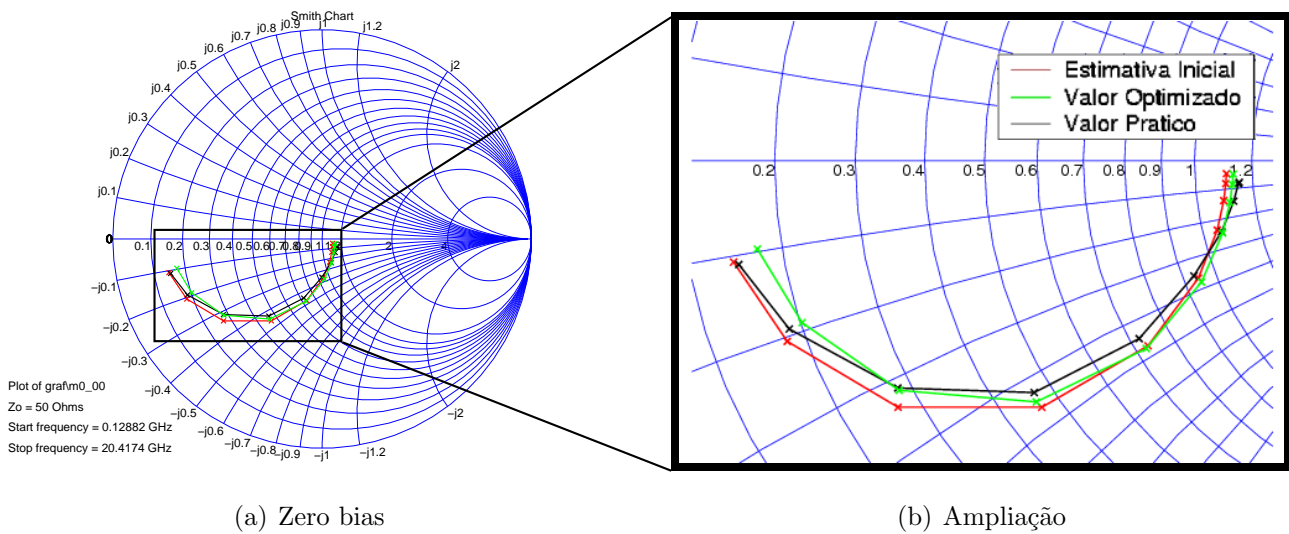 Smith Chart
j0.6
j0.7
j0.8
j0.9
j1
j1.2
j0.5
j2
j0.4
j0.3
j0.2
j0.1
0
0.1
0.2
0.3
0.4
0.5
0.6
0.7
0.8
0.9
1
2
4
−j0.1
−j0.2
−j0.3
−j0.4
−j0.5
−j0.6
−j0.7
−j0.8
−j0.9
−j1
−j1.2
−j2
Plot of graf\m0_00
Zo = 50 Ohms
Start frequency = 0.12882 GHz
Stop frequency = 20.4174 GHz
Estimativa Inicial
Valor Optimizado
Valor Pratico
0.2
0.3
0.4
0.5
0.6
0.7
0.8
0.9
1
1.2
(a) Zero bias
(b) Ampliação